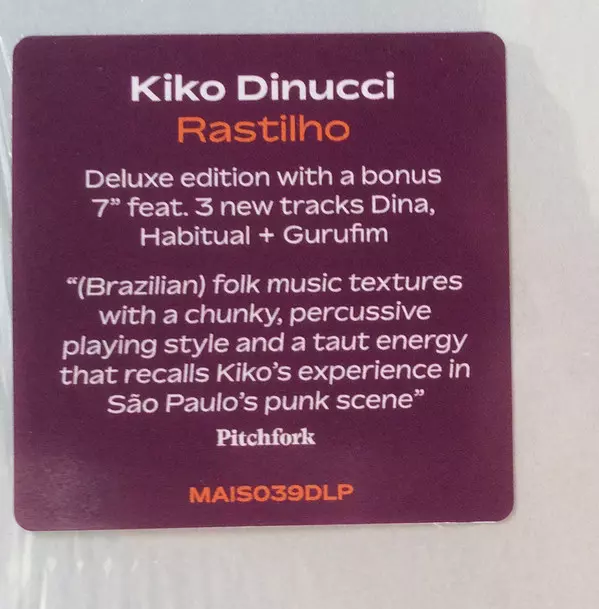 Kiko Dinucci
Rastilho
Deluxe edition with a bonus
7” feat. 3 new tracks Dina,
Habitual + Gurufim
“(Brazilian) folk music textures
with a chunky, percussive
playing style and a taut energy
that recalls Kiko’s experience in
São Paulo’s punk scene”
Pitchfork
MAIS039DLP